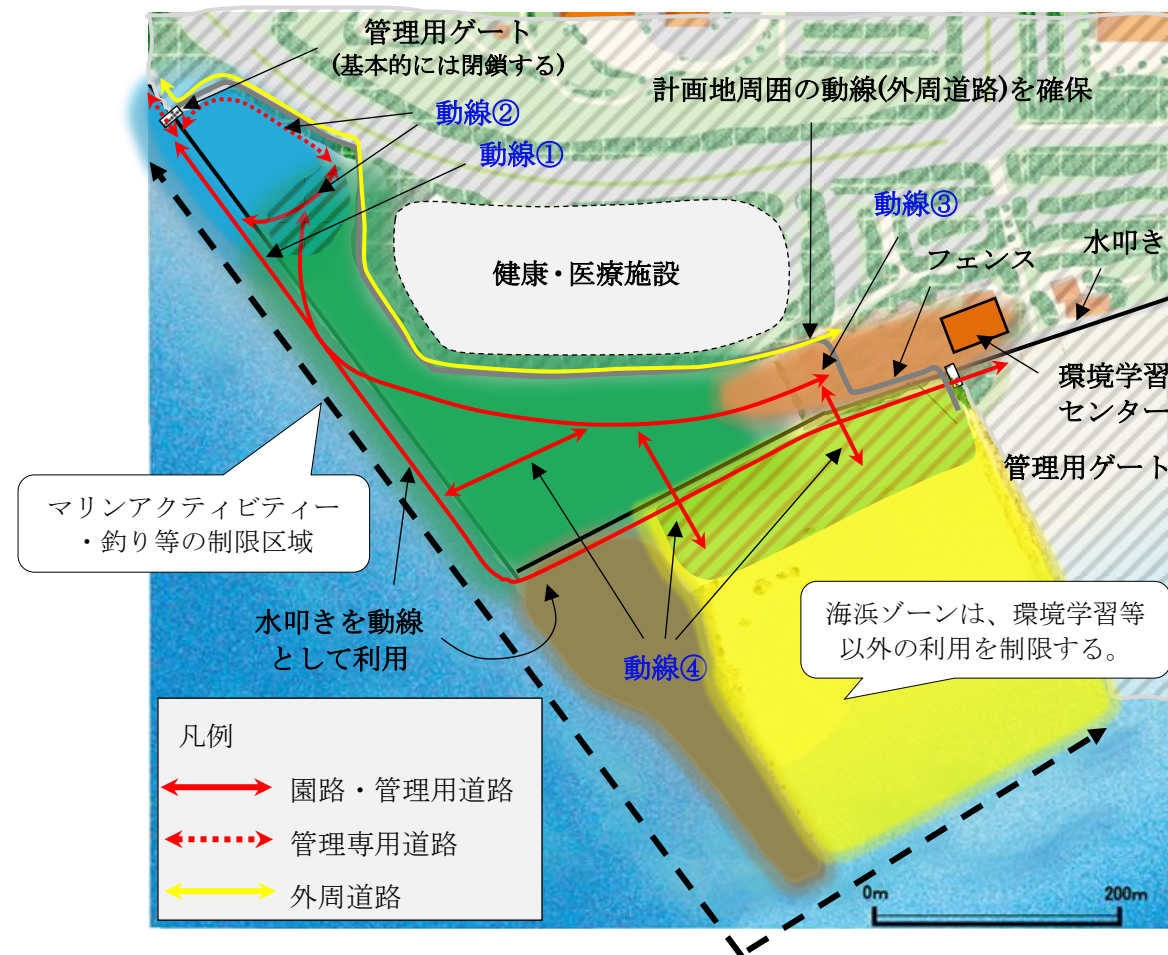 管理用ゲート
(基本的には閉鎖する)
計画地周囲の動線(外周道路)を確保
動線②
動線①
動線③
水叩き
フェンス
健康・医療施設
環境学習
センター
管理用ゲート
マリンアクティビティー
・釣り等の制限区域
海浜ゾーンは、環境学習等
以外の利用を制限する。
水叩きを動線
として利用
動線④
凡例
園路・管理用道路
管理専用道路
外周道路
0m
200m